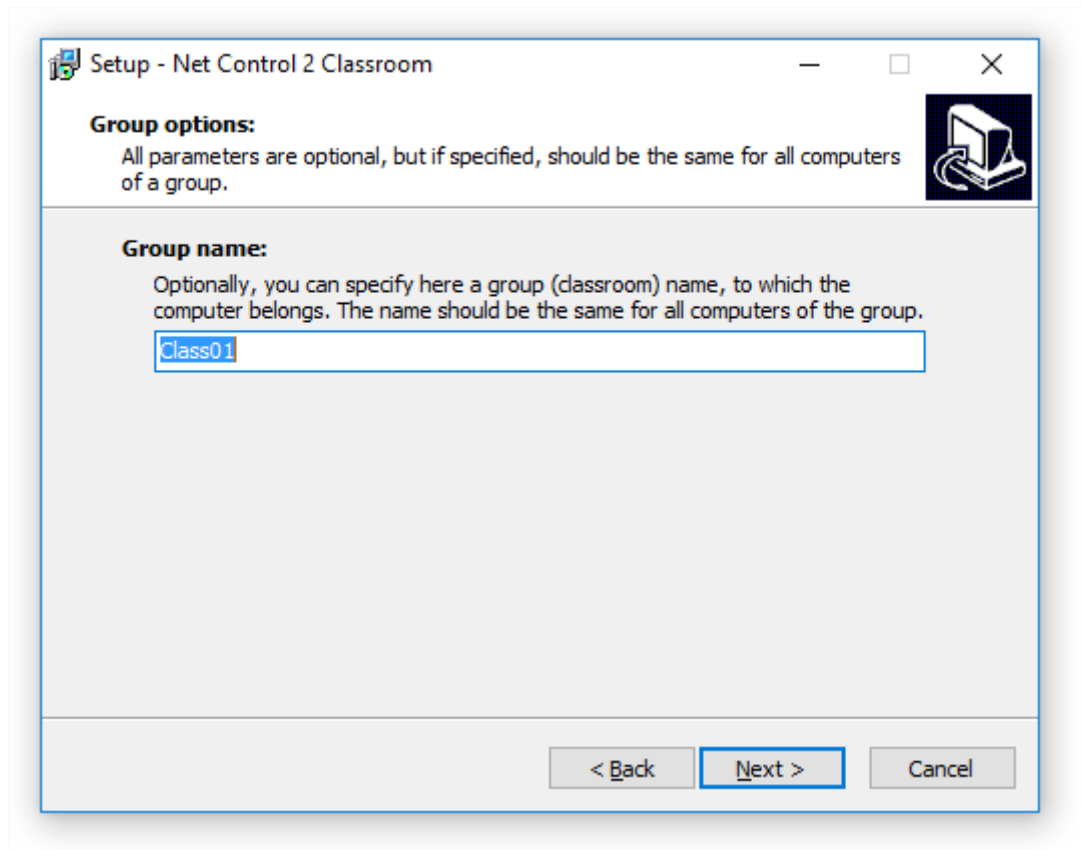 Setup - Net Control 2 Classroom
Group options:
All parameters are optional, but if specified, should be the same for all computers
of a group.
Group name:
Optionally, you can specify here a group (classroom) name, to which the
computer belongs. The name should be the same for all computers of the group.
Class01
< Back
Next >
Cancel